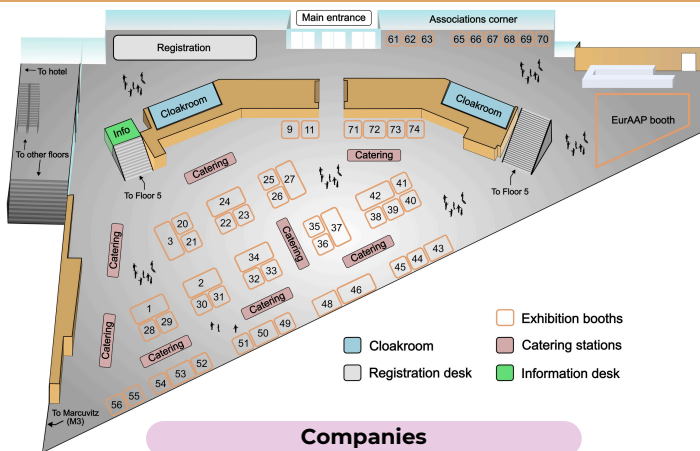 Main entrance
Associations corner
61 62 63 65 66 67 68 69 70
Registration
To hotel
To other floors
Cloakroom
Cloakroom
Info
EurAAP booth
9 11
71 72 73 74
To Floor 5
To Floor 5
Catering
Catering
25 27
26
24
22 23
20
3 21
41
42
38 39 40
35 37
36
Catering
Catering
Catering
34
32 33
2
30 31
1
28 29
43
44
45
46
48
Catering
49
50
51
Catering
Catering
52
53
54
55
56
To Marcuvitz
(M3)
Exhibition booths
Cloakroom
Catering stations
Registration desk
Information desk
Companies